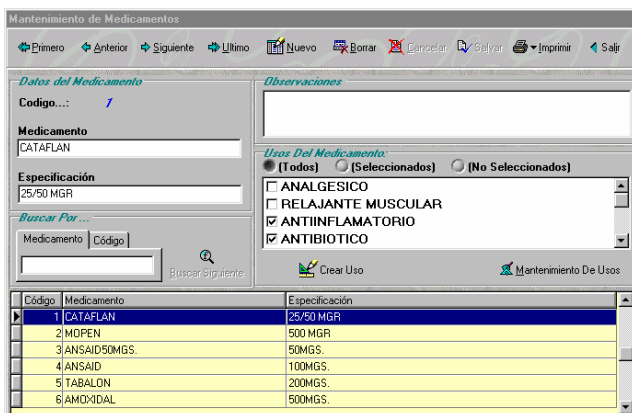 Mantenimiento de Medicamentos
Primero Anterior Siguiente Ultimo Nuevo Borrar Cancelar Salvar Imprimir Salir
Datos del Medicamento
Codigo...: 1
Medicamento
CATAFLAN
Especificación
25/50 MGR
Observaciones
Usos Del Medicamento:
(Todos) (Seleccionados) (No Seleccionados)
ANALGESICO
RELAJANTE MUSCULAR
ANTIINFLAMATORIO
ANTIBIOTICO
Buscar Por ...
Medicamento Código
Buscar Siguiente
Crear Uso Mantenimiento De Usos
Código Medicamento Especificación
1 CATAFLAN 25/50 MGR
2 MOPEN 500 MGR
3 ANSAID50MGS. 50MGS.
4 ANSAID 100MGS.
5 TABALON 200MGS.
6 AMOXIDAL 500MGS.